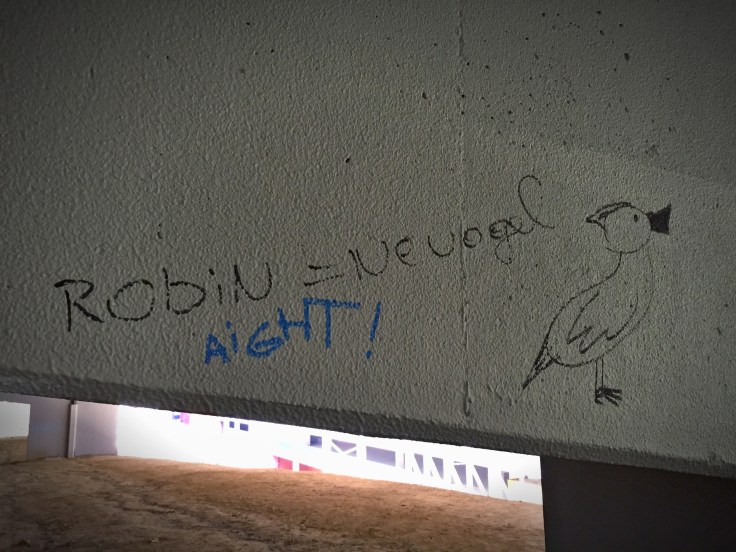 ROBiN = Ne vogel
AiGHT!